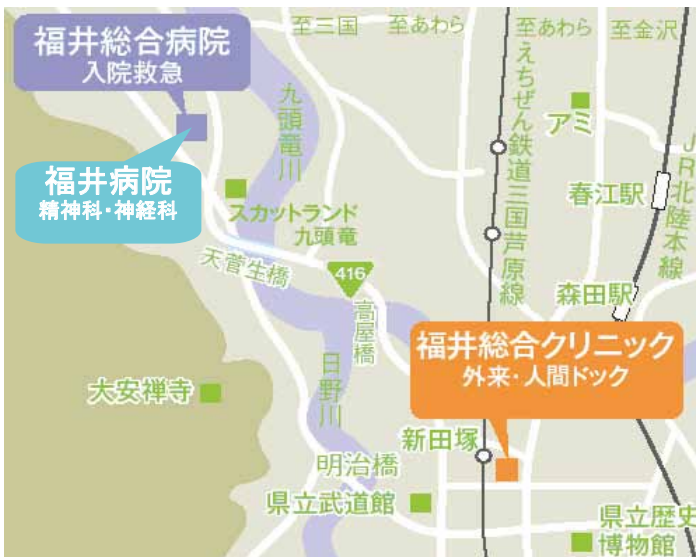 福井総合病院
入院救急
至三国
至あわら
至あわら
至金沢
九頭竜川
えちぜん鉄道三国芦原線
アミ
JR北陸本線
福井病院
精神科・神経科
春江駅
スカットランド
九頭竜
天菅生橋
416
森田駅
高屋橋
福井総合クリニック
外来・人間ドック
日野川
大安禅寺
新田塚
明治橋
県立武道館
県立歴史
博物館